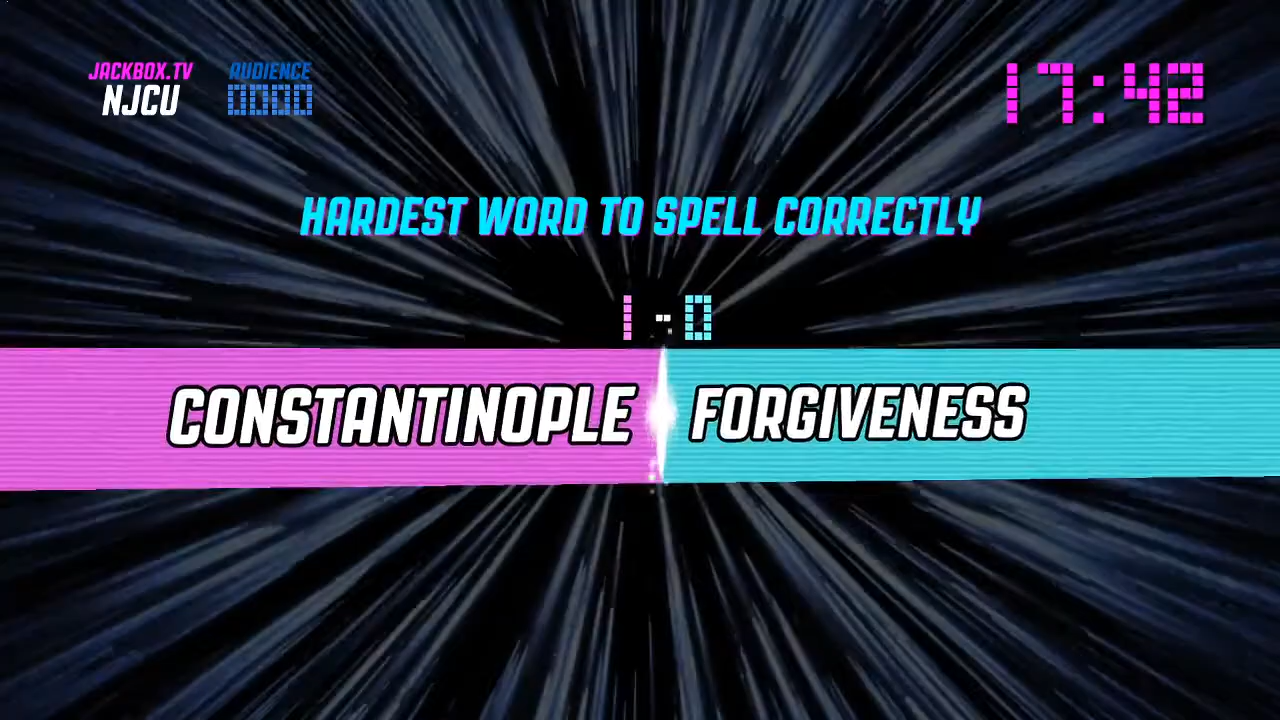 JACKBOX.TV
NJCU
AUDIENCE
0000
17:42
HARDEST WORD TO SPELL CORRECTLY
1-0
CONSTANTINOPLE
FORGIVENESS